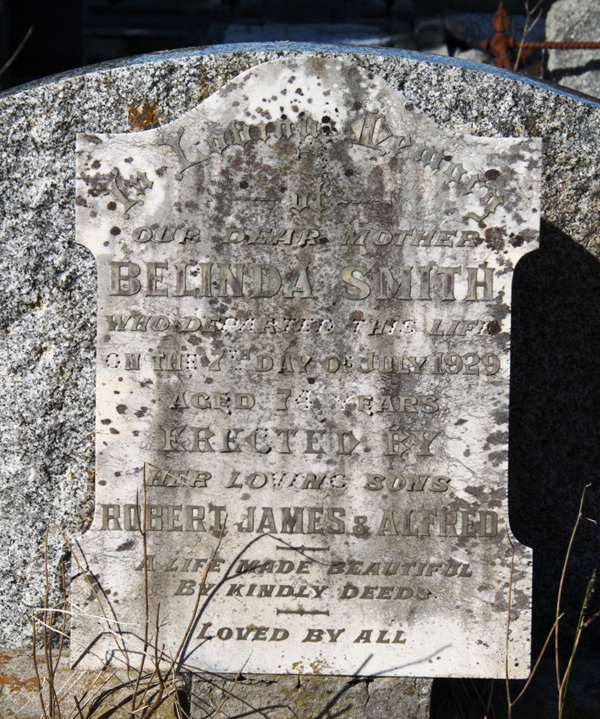 In Loving Memory
of
OUR DEAR MOTHER
BELINDA SMITH
WHO DEPARTED THIS LIFE
ON THE 7TH DAY OF JULY 1929
AGED YEARS.
ERECTED BY
HER LOVING SONS
ROBERT, JAMES & ALFRED
A LIFE MADE BEAUTIFUL
BY KINDLY DEEDS.
LOVED BY ALL